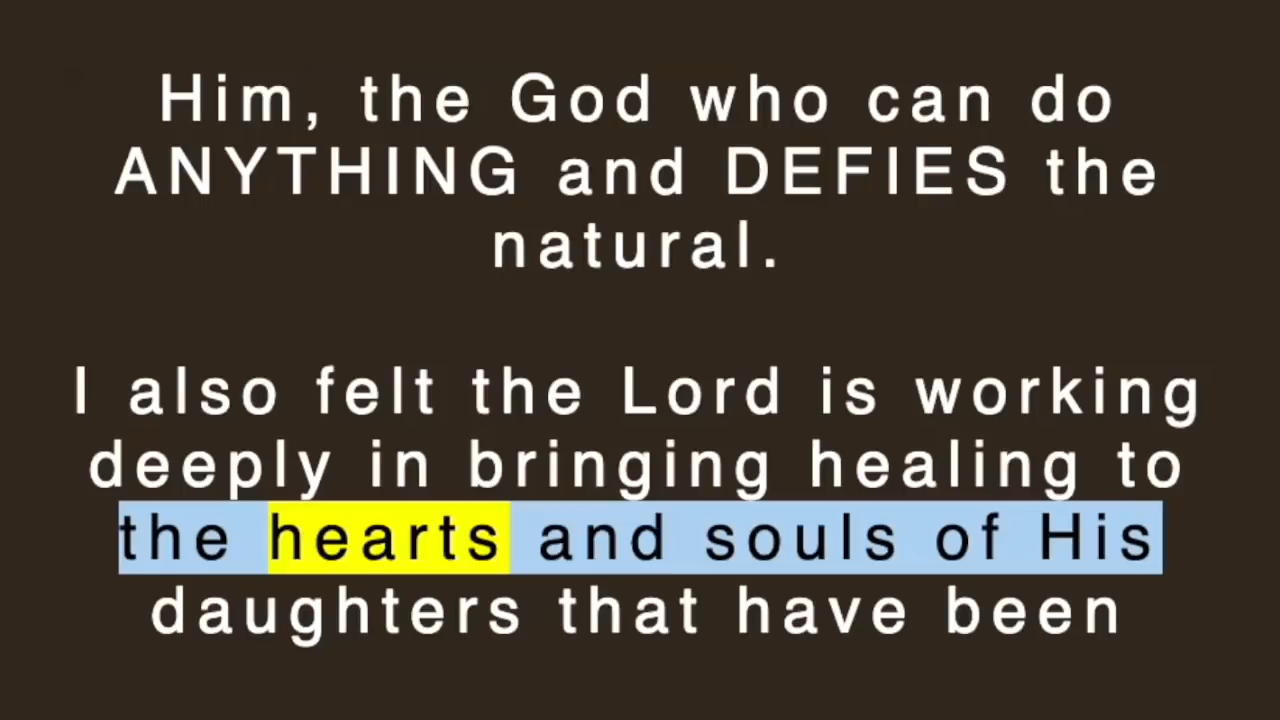 Him, the God who can do
ANYTHING and DEFIES the
natural.
I also felt the Lord is working
deeply in bringing healing to
the hearts and souls of His
daughters that have been